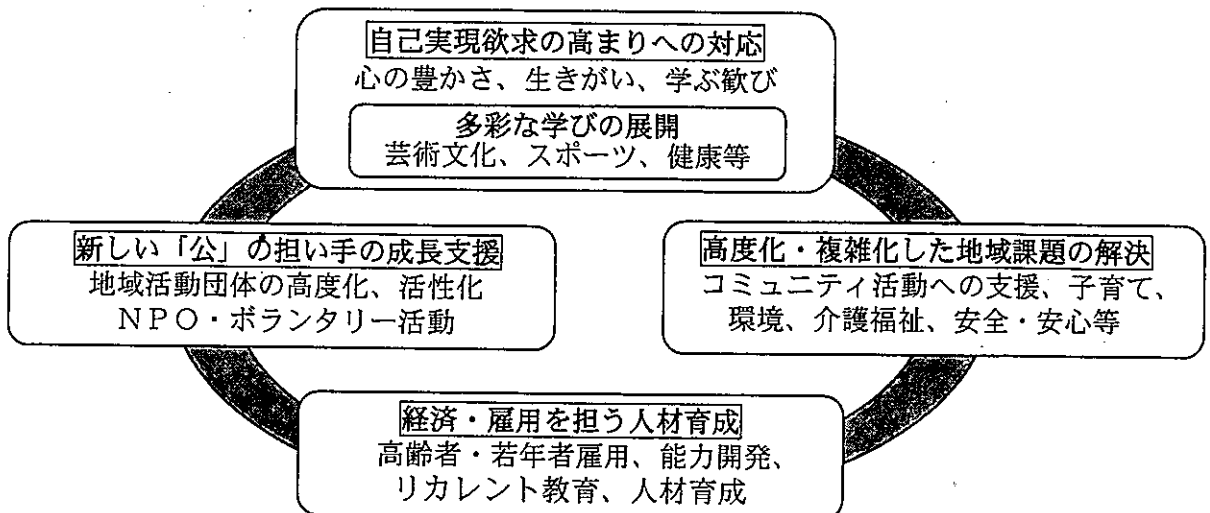 自己実現欲求の高まりへの対応
心の豊かさ、生きがい、学ぶ歓び
多彩な学びの展開
芸術文化、スポーツ、健康等
新しい「公」の担い手の成長支援
地域活動団体の高度化、活性化
NPO・ボランタリー活動
高度化・複雑化した地域課題の解決
コミュニティ活動への支援、子育て、
環境、介護福祉、安全・安心等
経済・雇用を担う人材育成
高齢者・若年者雇用、能力開発、
リカレント教育、人材育成